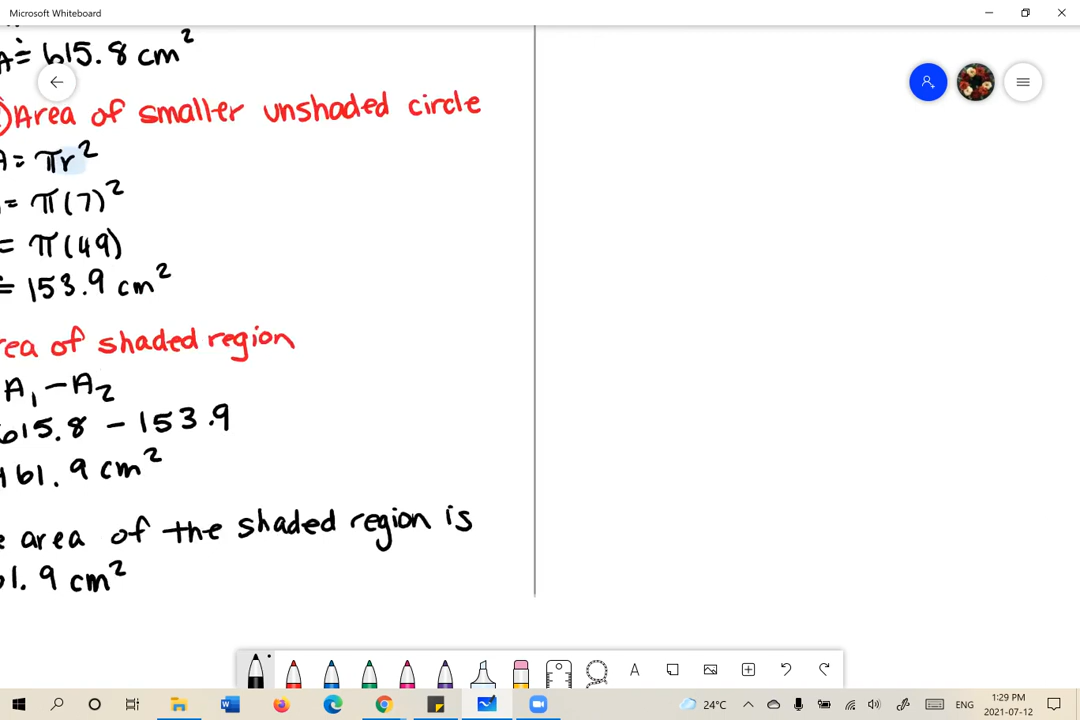 Microsoft Whiteboard
A ≐ 615.8 cm²
)Area of smaller unshaded circle
A = πr²
= π(7)²
= π(49)
≐ 153.9 cm²
rea of shaded region
A₁ - A₂
615.8 - 153.9
461.9 cm²
e area of the shaded region is
61.9 cm²
A
24°C
ENG
1:29 PM
2021-07-12